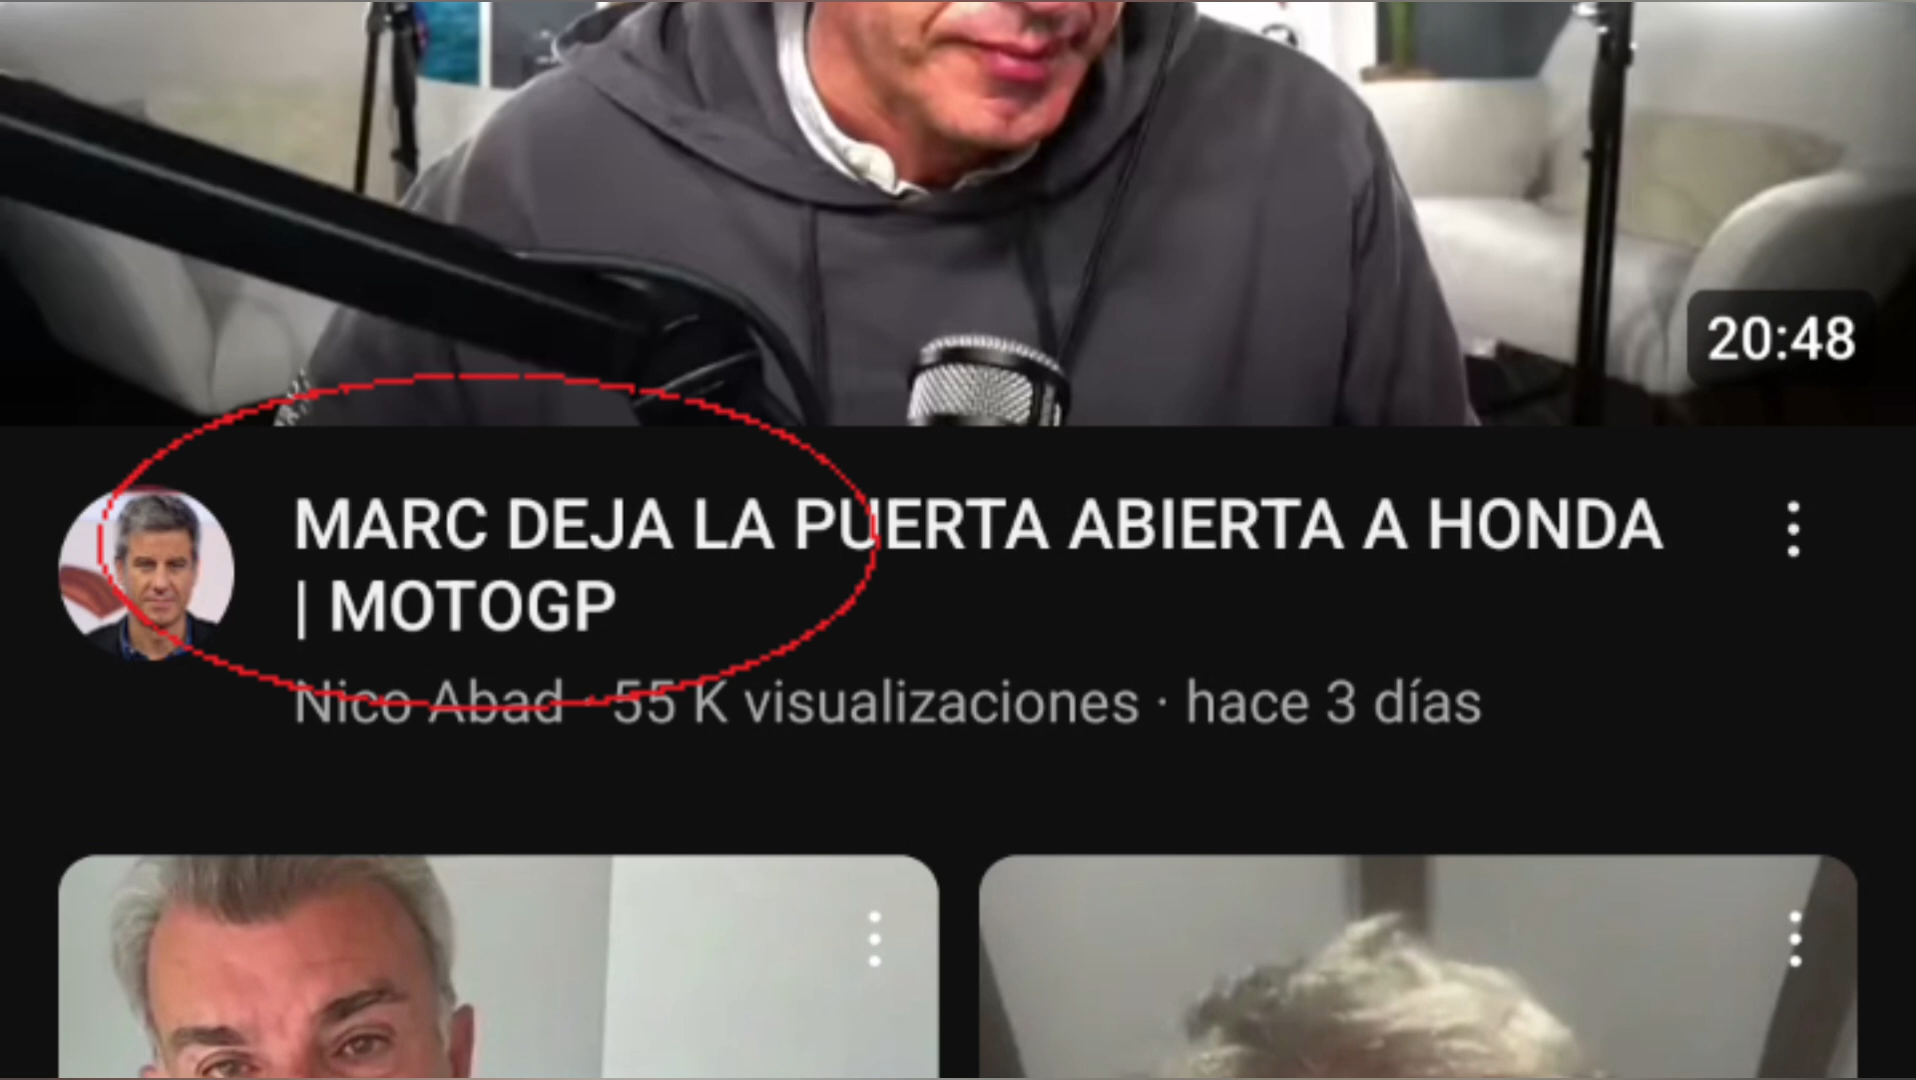 20:48
MARC DEJA LA PUERTA ABIERTA A HONDA
| MOTOGP
Nico Abad · 55 K visualizaciones · hace 3 días